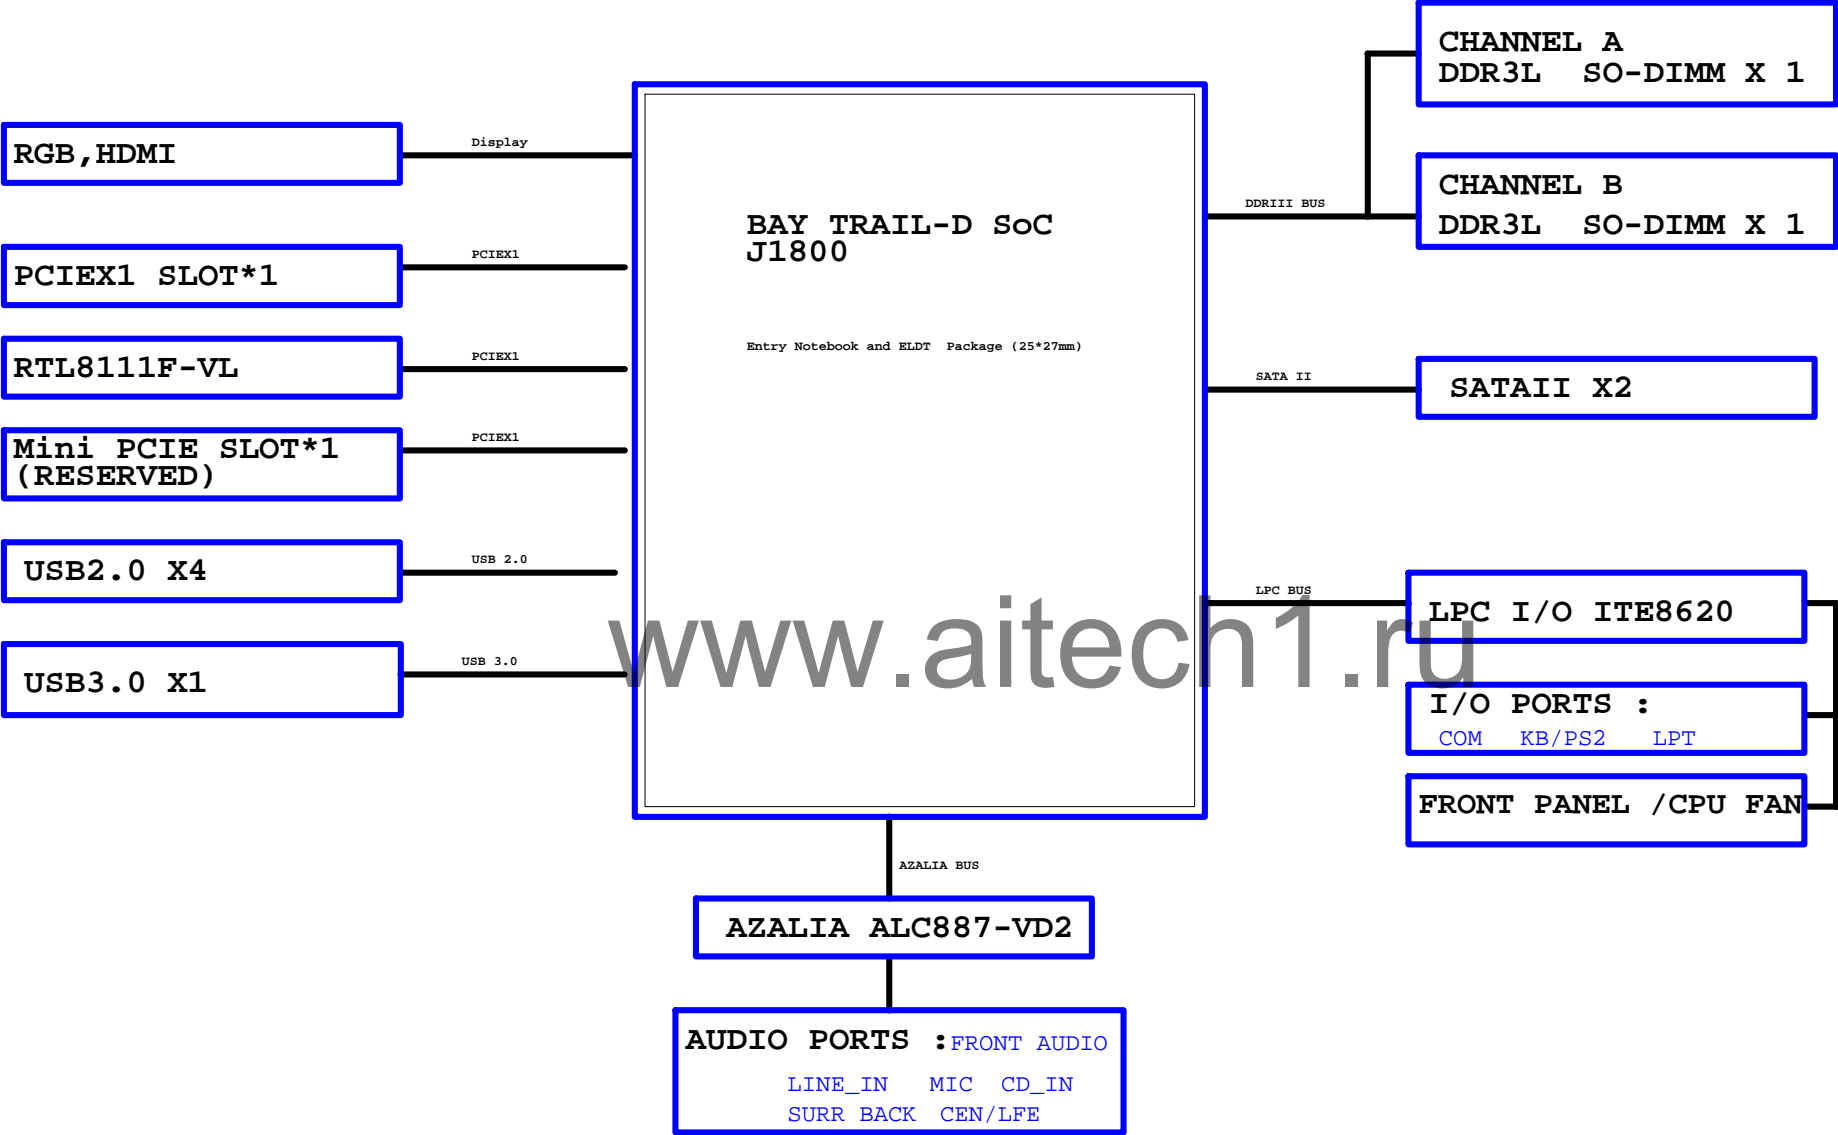 CHANNEL A
DDR3L SO-DIMM X 1
RGB,HDMI
Display
CHANNEL B
DDR3L SO-DIMM X 1
DDRIII BUS
BAY TRAIL-D SoC
J1800
PCIEX1 SLOT*1
PCIEX1
Entry Notebook and ELDT Package (25*27mm)
RTL8111F-VL
PCIEX1
SATA II
SATAII X2
Mini PCIE SLOT*1
(RESERVED)
PCIEX1
USB2.0 X4
USB 2.0
LPC BUS
LPC I/O ITE8620
www.aitech1.ru
USB3.0 X1
USB 3.0
I/O PORTS :
COM KB/PS2 LPT
FRONT PANEL /CPU FAN
AZALIA BUS
AZALIA ALC887-VD2
AUDIO PORTS :FRONT AUDIO
LINE_IN MIC CD_IN
SURR BACK CEN/LFE